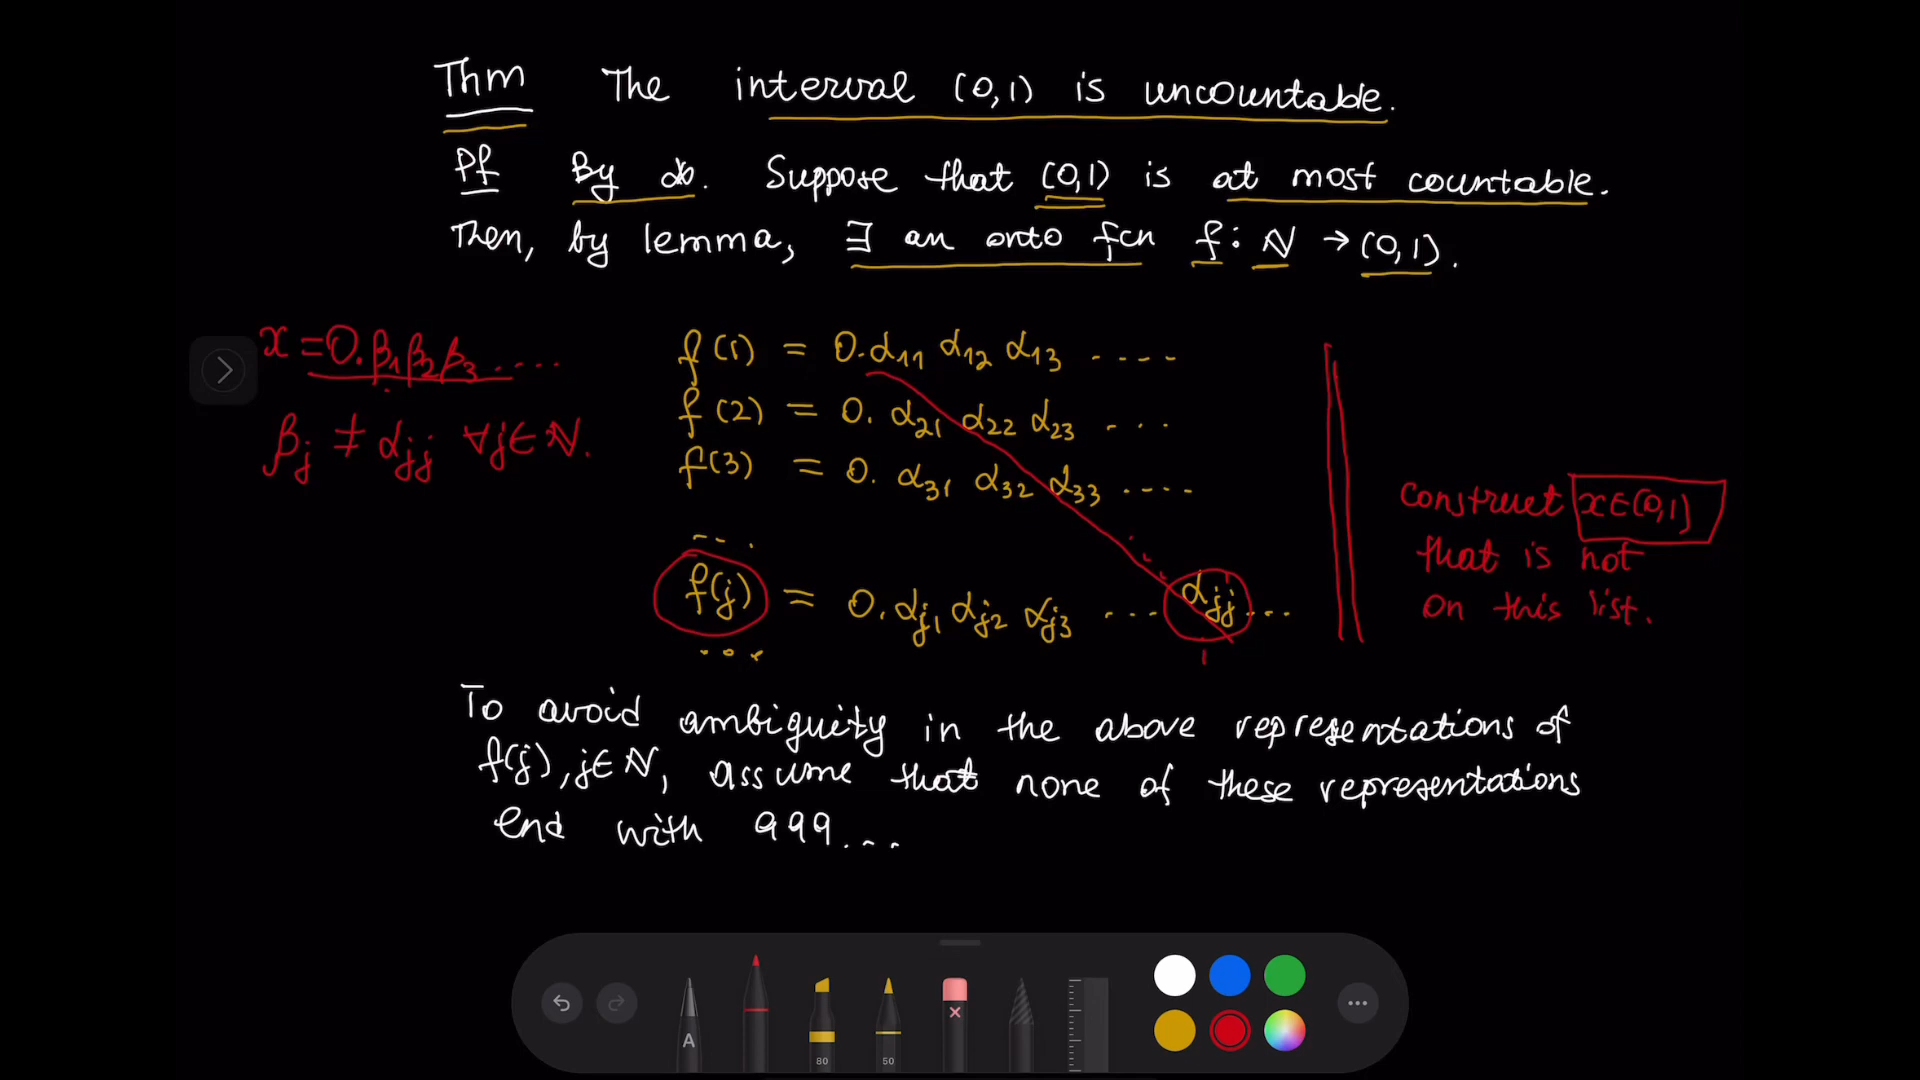 Thm The interval (0,1) is uncountable.
Pf By ※. Suppose that (0,1) is at most countable.
Then, by lemma, ∃ an onto fcn f: ℕ → (0,1).
x = 0.β₁β₂β₃....
βⱼ ≠ αⱼⱼ ∀j∈ℕ.
f(1) = 0.α₁₁ α₁₂ α₁₃ ....
f(2) = 0. α₂₁ α₂₂ α₂₃ ...
f(3) = 0. α₃₁ α₃₂ α₃₃ ....
...
f(j) = 0. αⱼ₁ αⱼ₂ αⱼ₃ ... αⱼⱼ ...
...
construct x∈(0,1)
that is not
on this list.
To avoid ambiguity in the above representations of
f(j), j∈ℕ, assume that none of these representations
end with 999....
A
80
50